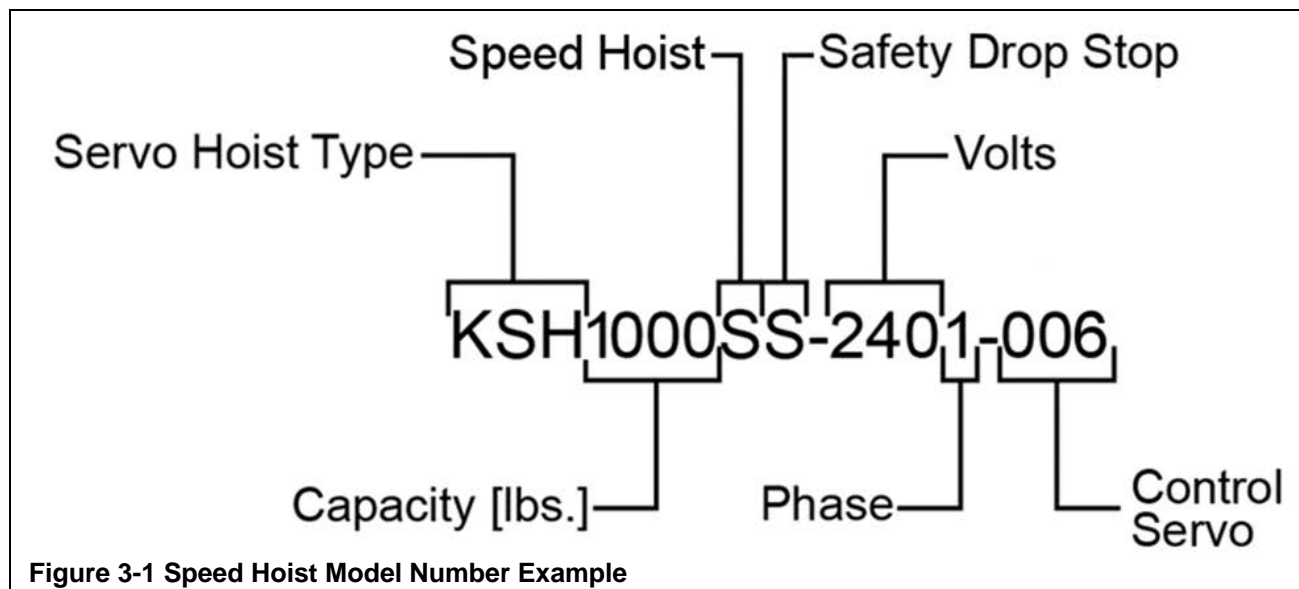 Speed Hoist
Safety Drop Stop
Servo Hoist Type
Volts
KSH1000SS-2401-006
Capacity [lbs.]
Phase
Control
Servo
Figure 3-1 Speed Hoist Model Number Example